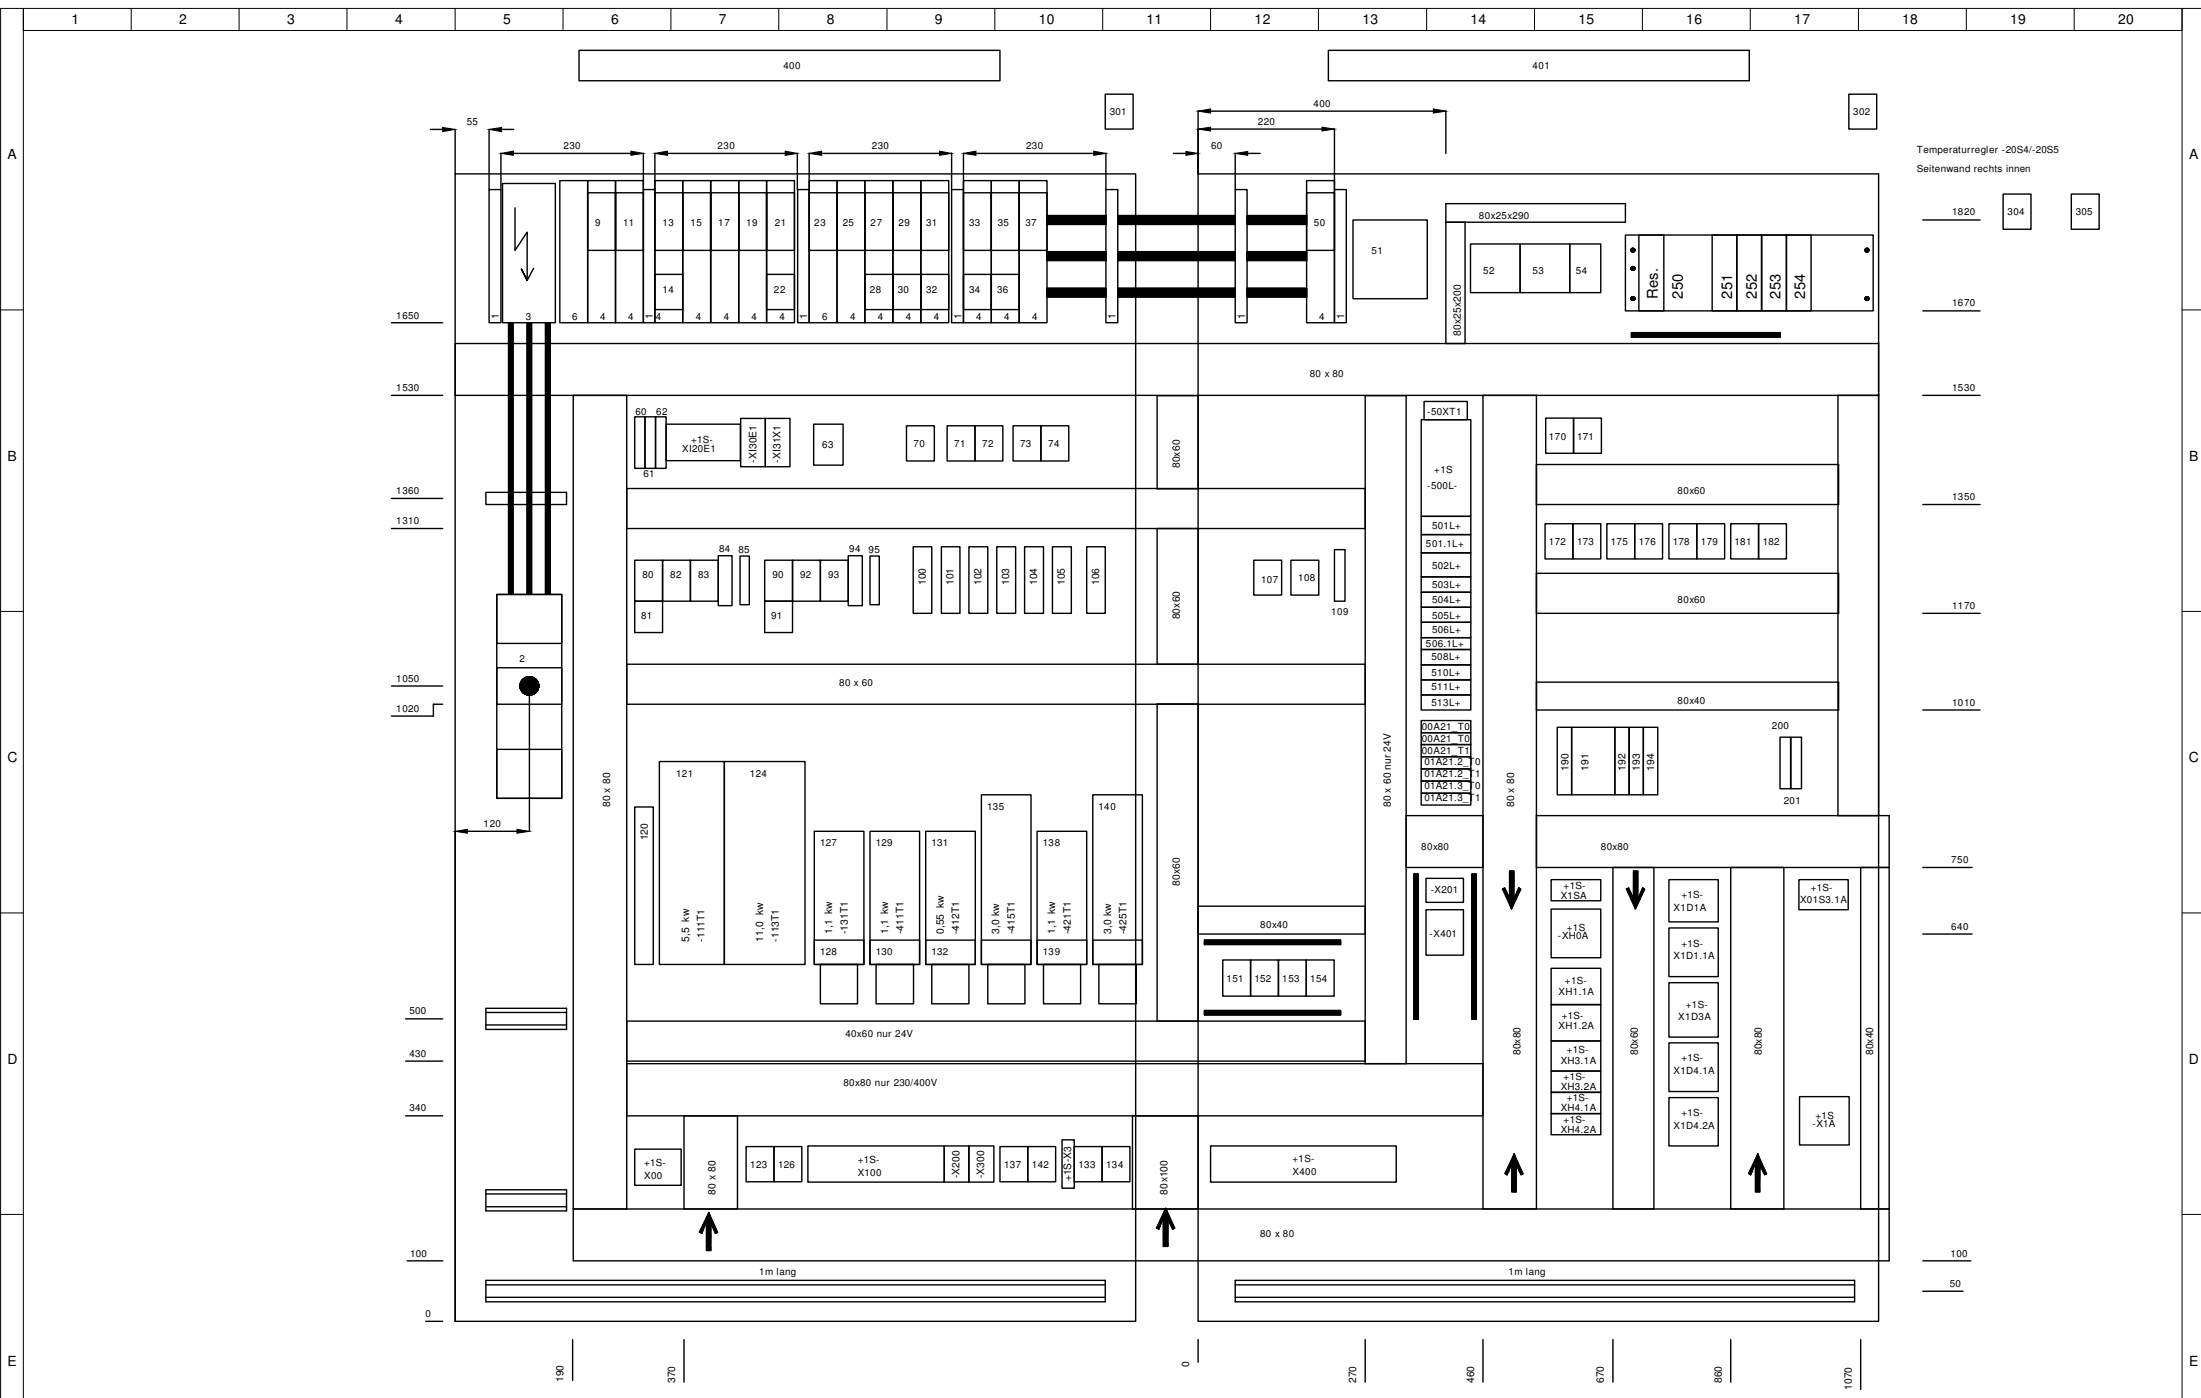 1 2 3 4 5 6 7 8 9 10 11 12 13 14 15 16 17 18 19 20
400 401
301 302
400
55 220
230 230 230 230 60
A A
Temperaturregler -20S4/-20S5
Seitenwand rechts innen
304 305
9 11 13 15 17 19 21 23 25 27 29 31 33 35 37 50
80x25x290
1820
51
52 53 54
Res. 250 251 252 253 254
14 22 28 30 32 34 36
80x25x200
1 3 6 4 4 1 4 4 4 4 4 1 6 4 4 4 4 1 4 4 4 1 1 4 1
1650 1670
80 x 80
1530 1530
60 62
+1S-
XI20E1
61
-XI30E1
-XI31X1
63 70 71 72 73 74
80x60
-50XT1
+1S
-500L-
170 171
B B
80x60
1360 1350
1310
501L+
501.1L+
502L+
503L+
504L+
505L+
506L+
506.1L+
508L+
510L+
511L+
513L+
172 173 175 176 178 179 181 182
84 85 94 95
80 82 83 90 92 93
81 91
100 101 102 103 104 105 106
80x60
107 108
109
80x60
1170
2
80 x 60
80x40
1050
1020 1010
00A21_T0
00A21_T0
00A21_T1
01A21.2_T0
01A21.2_T1
01A21.3_T0
01A21.3_T1
C C
190 191 192 193 194
200
201
80 x 80
80 x 60 nur 24V
80 x 80
120
120
121
5,5 kw
-111T1
124
11,0 kw
-113T1
127
1,1 kw
-131T1
128
129
1,1 kw
-411T1
130
131
0,55 kw
-412T1
132
135
3,0 kw
-415T1
138
1,1 kw
-421T1
139
140
3,0 kw
-425T1
80x60
80x80
80x80
750
80x40
640
-X201
-X401
151 152 153 154
+1S-
X1SA
+1S
-XH0A
+1S-
XH1.1A
+1S-
XH1.2A
+1S-
XH3.1A
+1S-
XH3.2A
+1S-
XH4.1A
+1S-
XH4.2A
+1S-
X1D1A
+1S-
X1D1.1A
+1S-
X1D3A
+1S-
X1D4.1A
+1S-
X1D4.2A
+1S-
X01S3.1A
+1S
-X1A
80x80
80x60
80x80
80x40
500
40x60 nur 24V
D D
430
80x80 nur 230/400V
340
+1S-
X00
80 x 80
123 126
+1S-
X100
-X200
-X300
137 142
+1S-X3
133 134
80x100
+1S-
X400
80 x 80
100 100
1m lang 1m lang
50
0
E E
190 370 0 270 460 670 860 1070